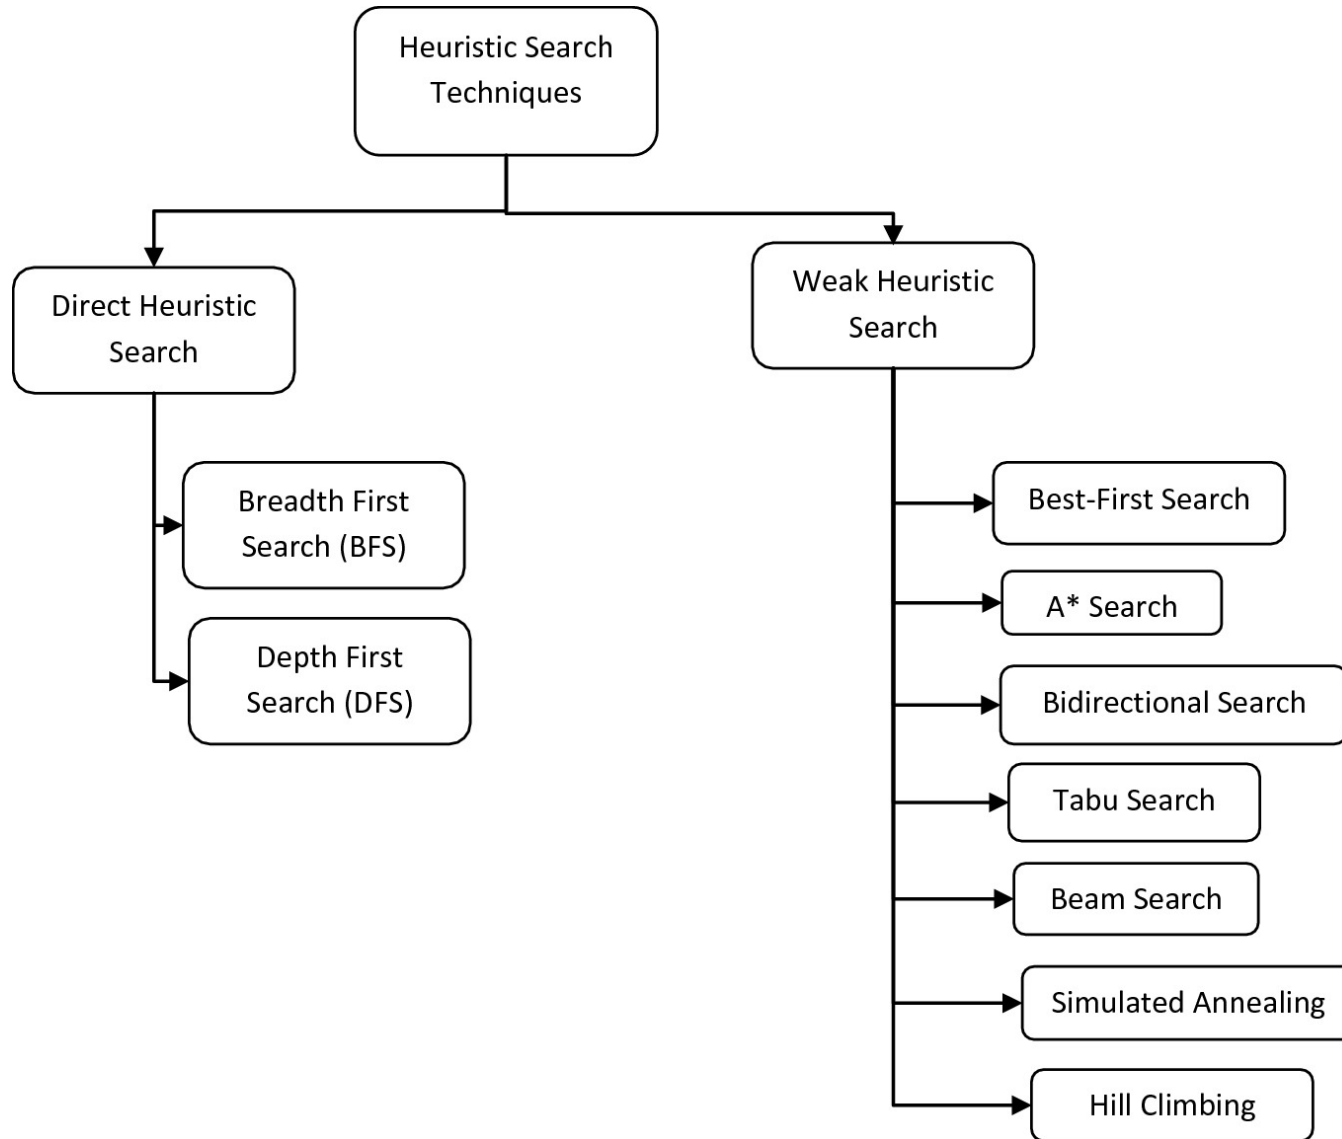 Heuristic Search
Techniques
Direct Heuristic
Search
Weak Heuristic
Search
Breadth First
Search (BFS)
Depth First
Search (DFS)
Best-First Search
A* Search
Bidirectional Search
Tabu Search
Beam Search
Simulated Annealing
Hill Climbing